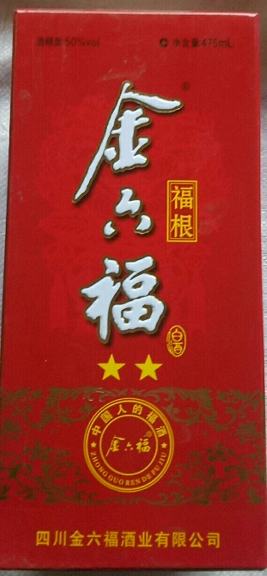 酒精度:50%vol
净含量:475mL
金六福
®
福根
白酒
中国人的福酒
金六福
ZHONG GUO REN DE FU JIU
四川金六福酒业有限公司